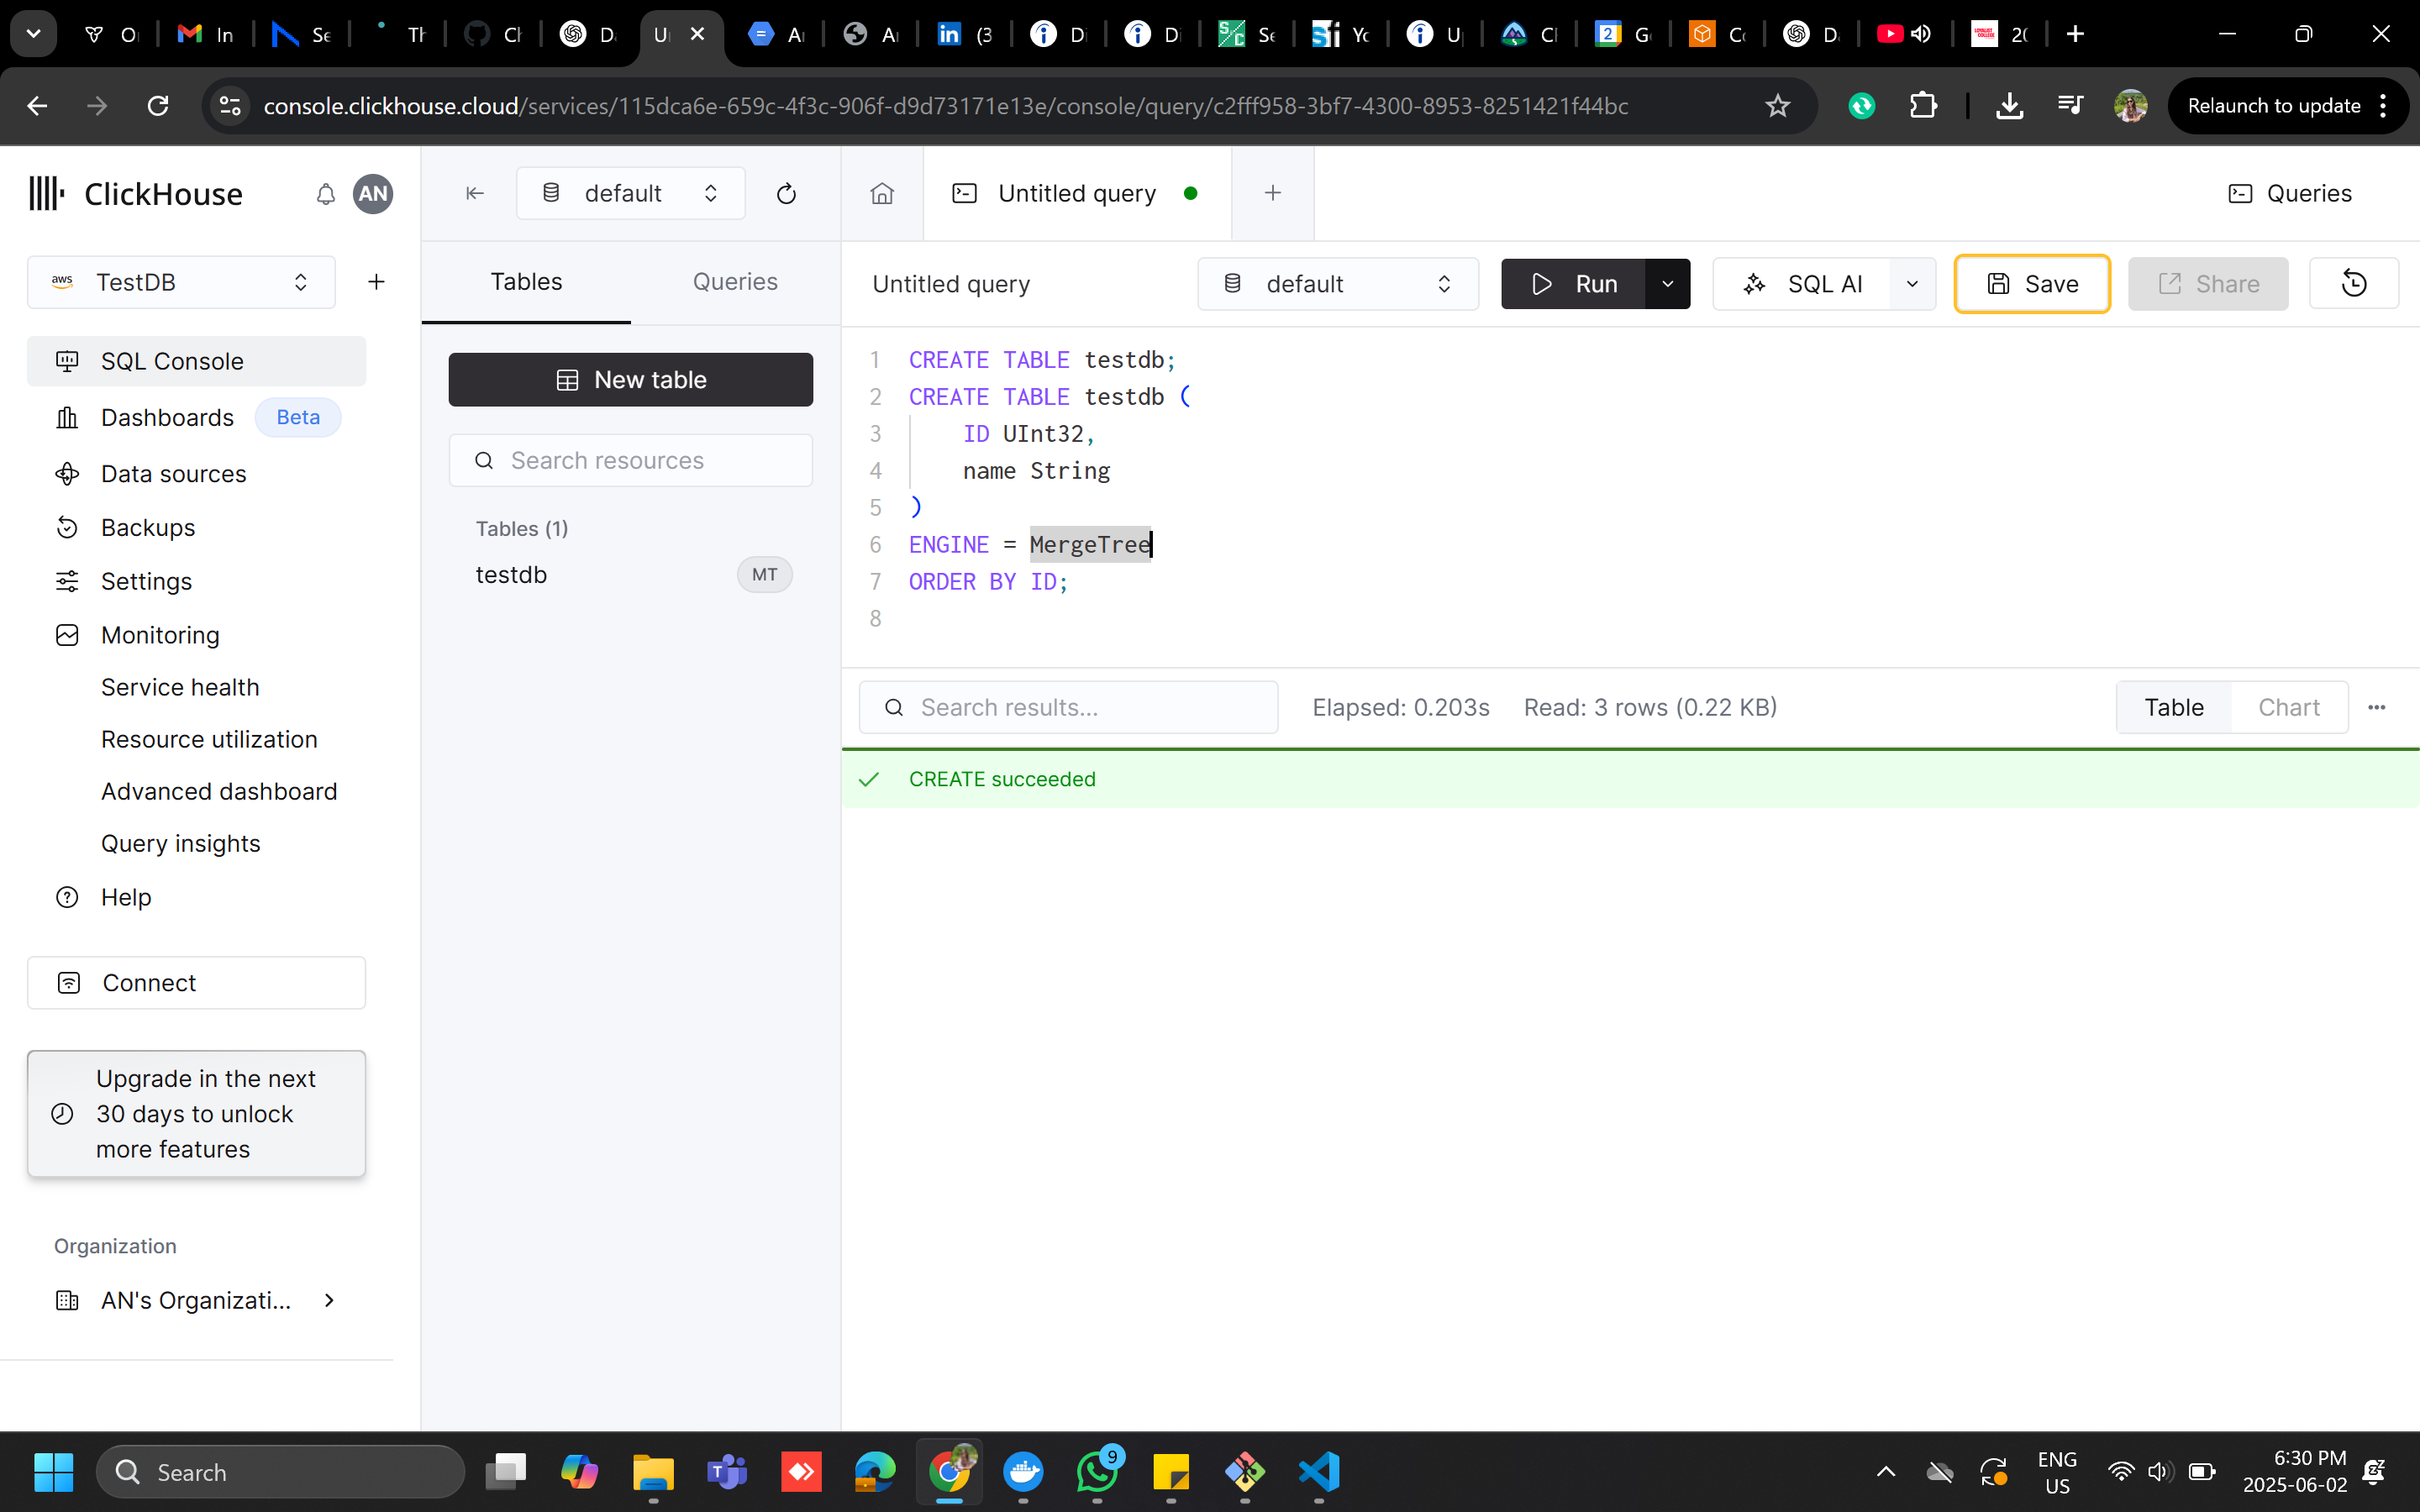 O
In
Se
Th
Ch
D
U
A
A
(3
Di
Di
Se
Yo
U
Cl
2
G
Co
D
2(
console.clickhouse.cloud/services/115dca6e-659c-4f3c-906f-d9d73171e13e/console/query/c2fff958-3bf7-4300-8953-8251421f44bc
Relaunch to update
ClickHouse
AN
default
Untitled query
Queries
aws TestDB
Tables
Queries
Untitled query
default
Run
SQL AI
Save
Share
SQL Console
Dashboards Beta
Data sources
Backups
Settings
Monitoring
Service health
Resource utilization
Advanced dashboard
Query insights
Help
Connect
Upgrade in the next
30 days to unlock
more features
Organization
AN's Organizati...
New table
Search resources
Tables (1)
testdb MT
1 CREATE TABLE testdb;
2 CREATE TABLE testdb (
3 ID UInt32,
4 name String
5 )
6 ENGINE = MergeTree
7 ORDER BY ID;
8
Search results...
Elapsed: 0.203s
Read: 3 rows (0.22 KB)
Table
Chart
CREATE succeeded
Search
9
ENG
US
6:30 PM
2025-06-02